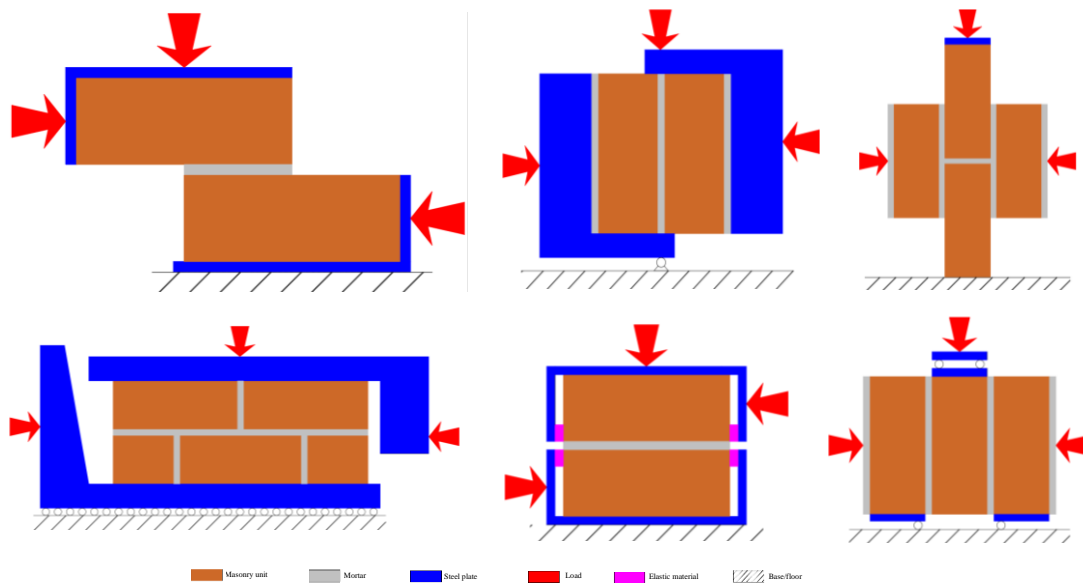 Masonry unit
Mortar
Steel plate
Load
Elastic material
Base/floor